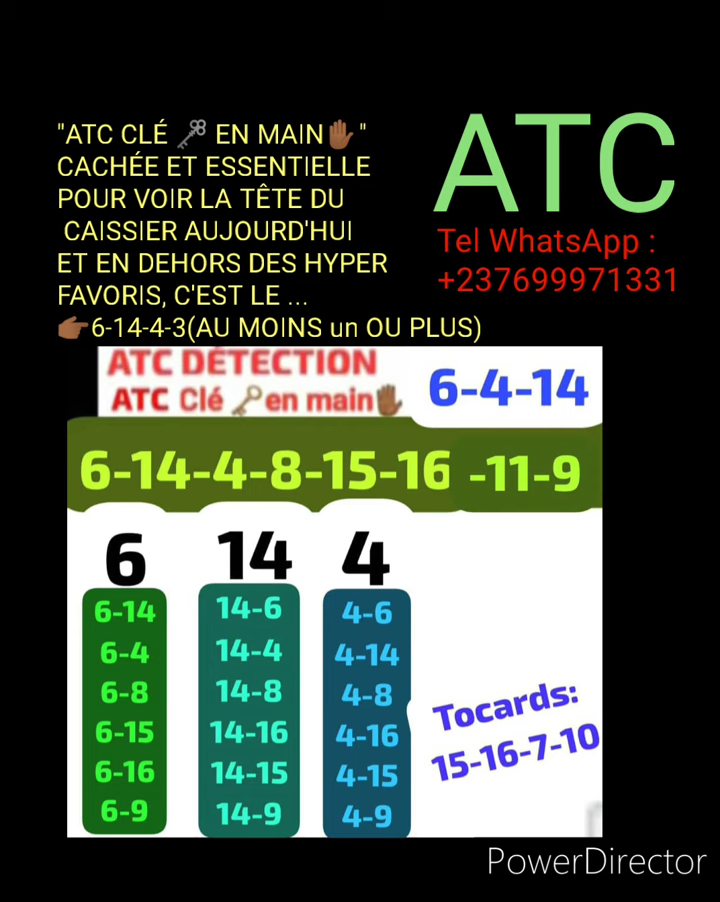 "ATC CLÉ 🗝 EN MAIN🤚🏾"
CACHÉE ET ESSENTIELLE
POUR VOIR LA TÊTE DU
CAISSIER AUJOURD'HUI
ET EN DEHORS DES HYPER
FAVORIS, C'EST LE ...
👉🏾6-14-4-3(AU MOINS un OU PLUS)
ATC
Tel WhatsApp :
+237699971331
ATC DÉTECTION
ATC Clé 🔑en main🤚🏾
6-4-14
6-14-4-8-15-16 -11-9
6 14 4
6-14 14-6 4-6
6-4 14-4 4-14
6-8 14-8 4-8
6-15 14-16 4-16
6-16 14-15 4-15
6-9 14-9 4-9
Tocards:
15-16-7-10
PowerDirector